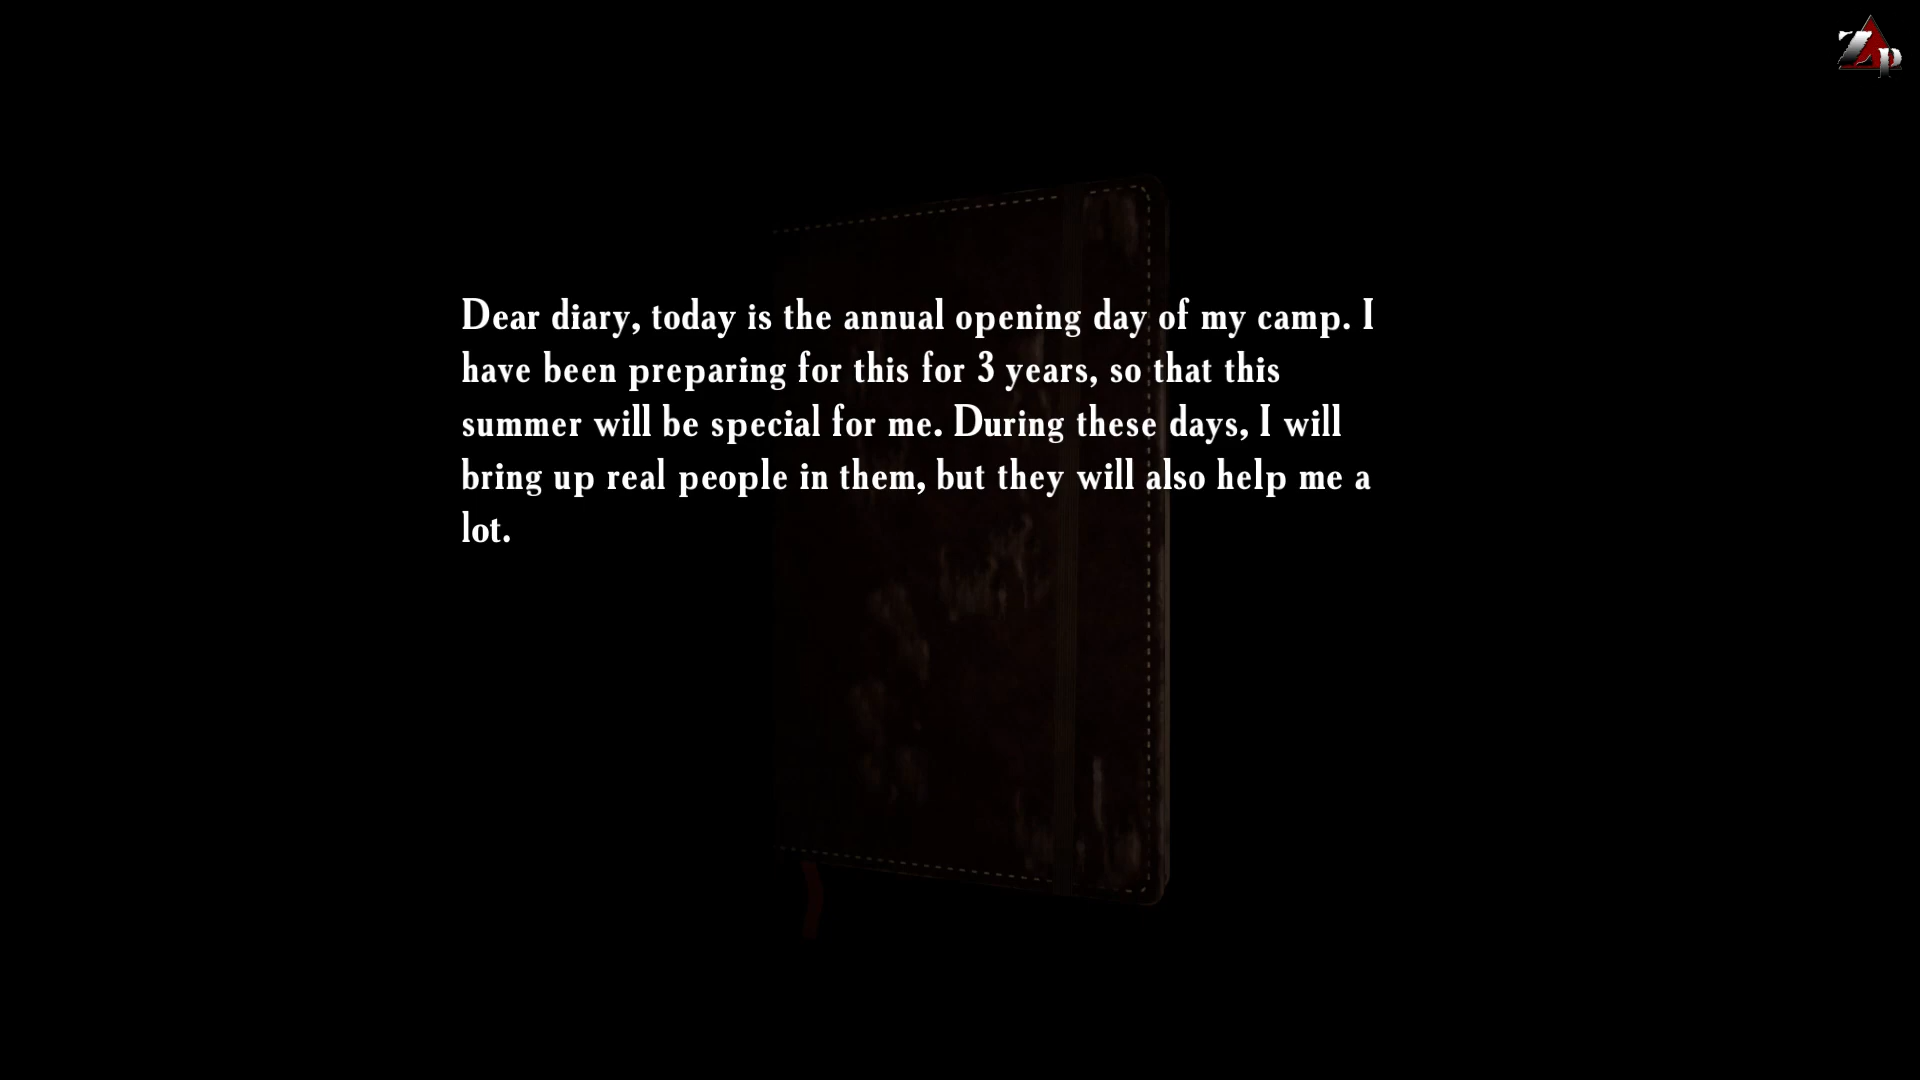 Zp
Dear diary, today is the annual opening day of my camp. I
have been preparing for this for 3 years, so that this
summer will be special for me. During these days, I will
bring up real people in them, but they will also help me a
lot.